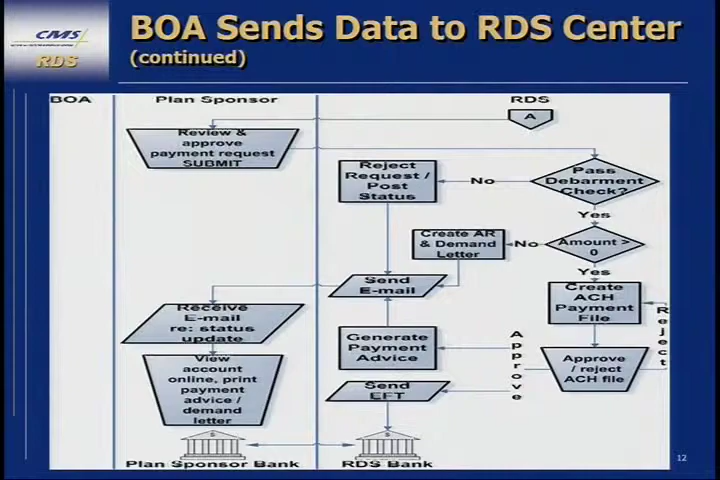 CMS
RDS
BOA Sends Data to RDS Center
(continued)
BOA
Plan Sponsor
RDS
A
Review &
approve
payment request
SUBMIT
Reject
Request /
Post
Status
No
Pass
Debarment
Check?
Yes
Create AR
& Demand
Letter
No
Amount >
0
Yes
Send
E-mail
Create
ACH
Payment
File
Reject
Receive
E-mail
re: status
update
Generate
Payment
Advice
Approve
Approve
/ reject
ACH file
View
account
online, print
payment
advice /
demand
letter
Send
EFT
$
$
Plan Sponsor Bank
RDS Bank
12